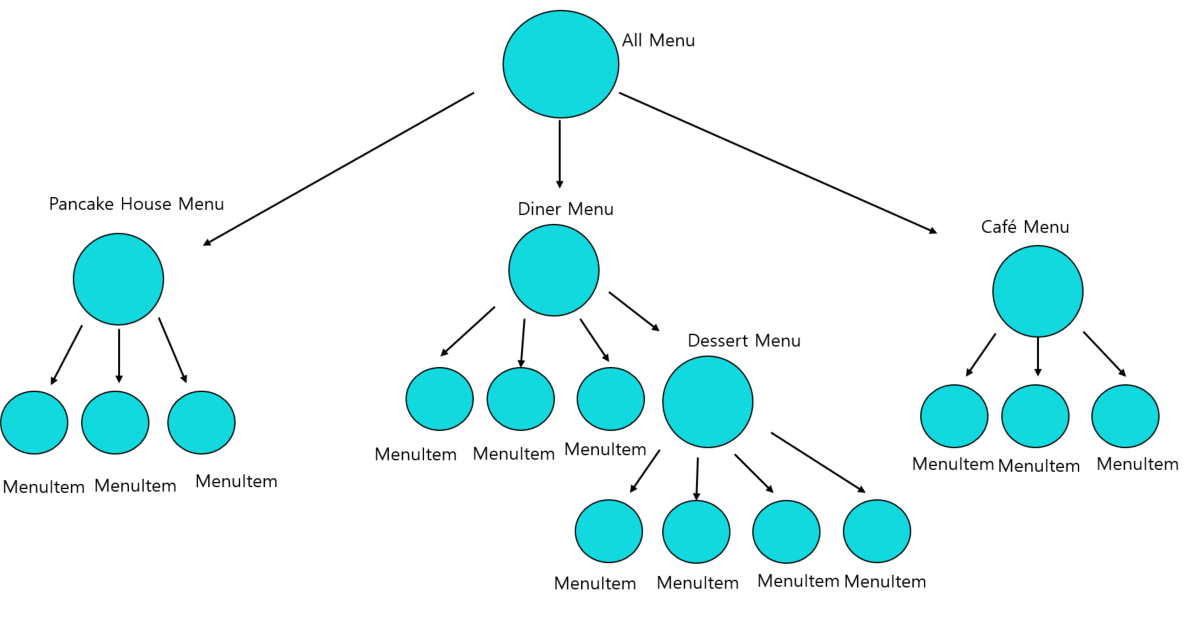 All Menu
Pancake House Menu
Diner Menu
Café Menu
Dessert Menu
MenuItem MenuItem MenuItem
MenuItem MenuItem MenuItem
MenuItem MenuItem MenuItem
MenuItem MenuItem MenuItem MenuItem